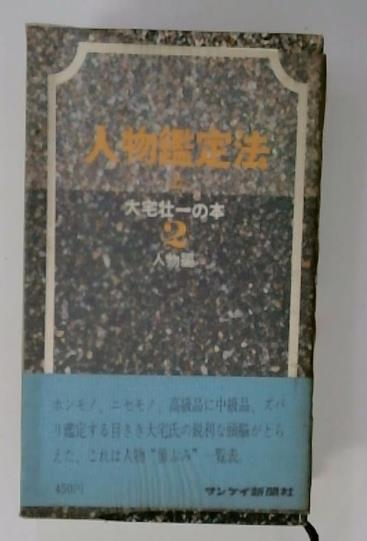 人物鑑定法
上
大宅壮一の本
2
人物編
ホンモノ、ニセモノ、高級品に中級品、ズバ
リ鑑定する目きき大宅氏の鋭利な頭脳がとら
えた、これは人物“値ぶみ”一覧表。
450円
サンケイ新聞社